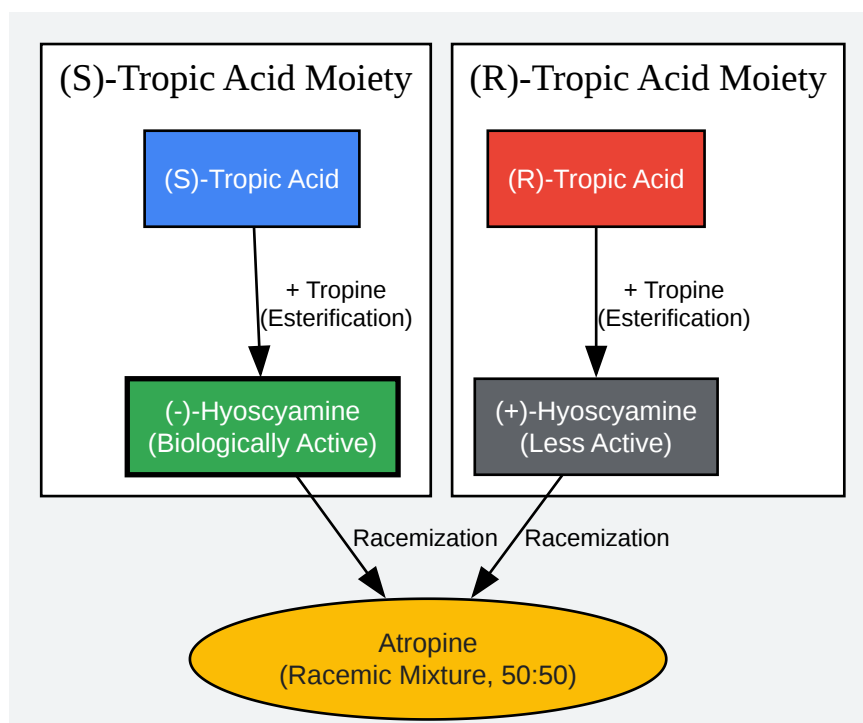 (S)-Tropic Acid Moiety
(R)-Tropic Acid Moiety
(S)-Tropic Acid
(R)-Tropic Acid
+ Tropine
(Esterification)
+ Tropine
(Esterification)
(-)-Hyoscyamine
(Biologically Active)
(+)-Hyoscyamine
(Less Active)
Racemization
Racemization
Atropine
(Racemic Mixture, 50:50)